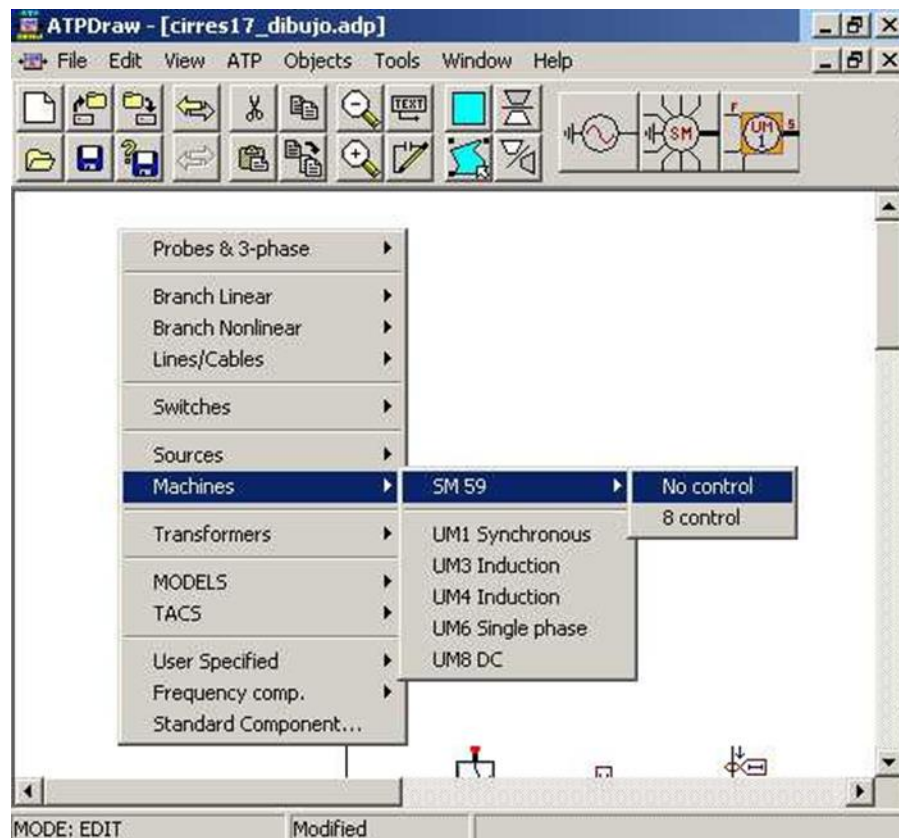 ATPDraw - [cirres17_dibujo.adp]
File Edit View ATP Objects Tools Window Help
TEXT
SM
F
UM
S
1
Probes & 3-phase
Branch Linear
Branch Nonlinear
Lines/Cables
Switches
Sources
Machines
SM 59
No control
8 control
Transformers
UM1 Synchronous
UM3 Induction
UM4 Induction
UM6 Single phase
UM8 DC
MODELS
TACS
User Specified
Frequency comp.
Standard Component...
MODE: EDIT
Modified